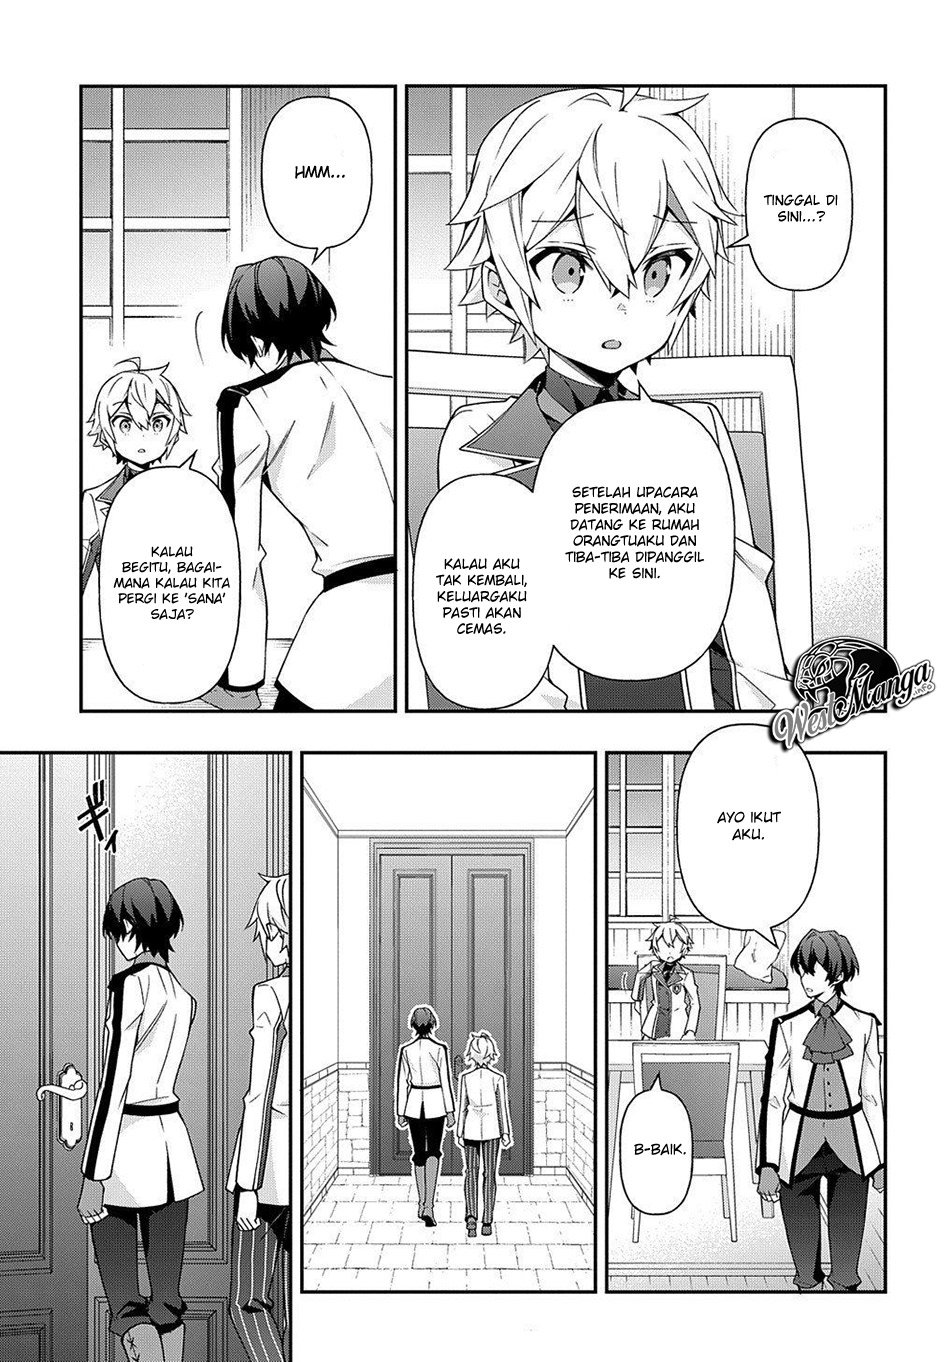 TINGGAL DI
SINI...?
SETELAH UPACARA
PENERIMAAN, AKU
DATANG KE RUMAH
ORANGTUAKU DAN
TIBA-TIBA DIPANGGIL
KE SINI.
KALAU AKU
TAK KEMBALI,
KELUARGAKU
PASTI AKAN
CEMAS.
HMM...
KALAU
BEGITU, BAGAI-
MANA KALAU KITA
PERGI KE 'SANA'
SAJA?
WestManga
.info
AYO IKUT
AKU.
B-BAIK.
ギィ